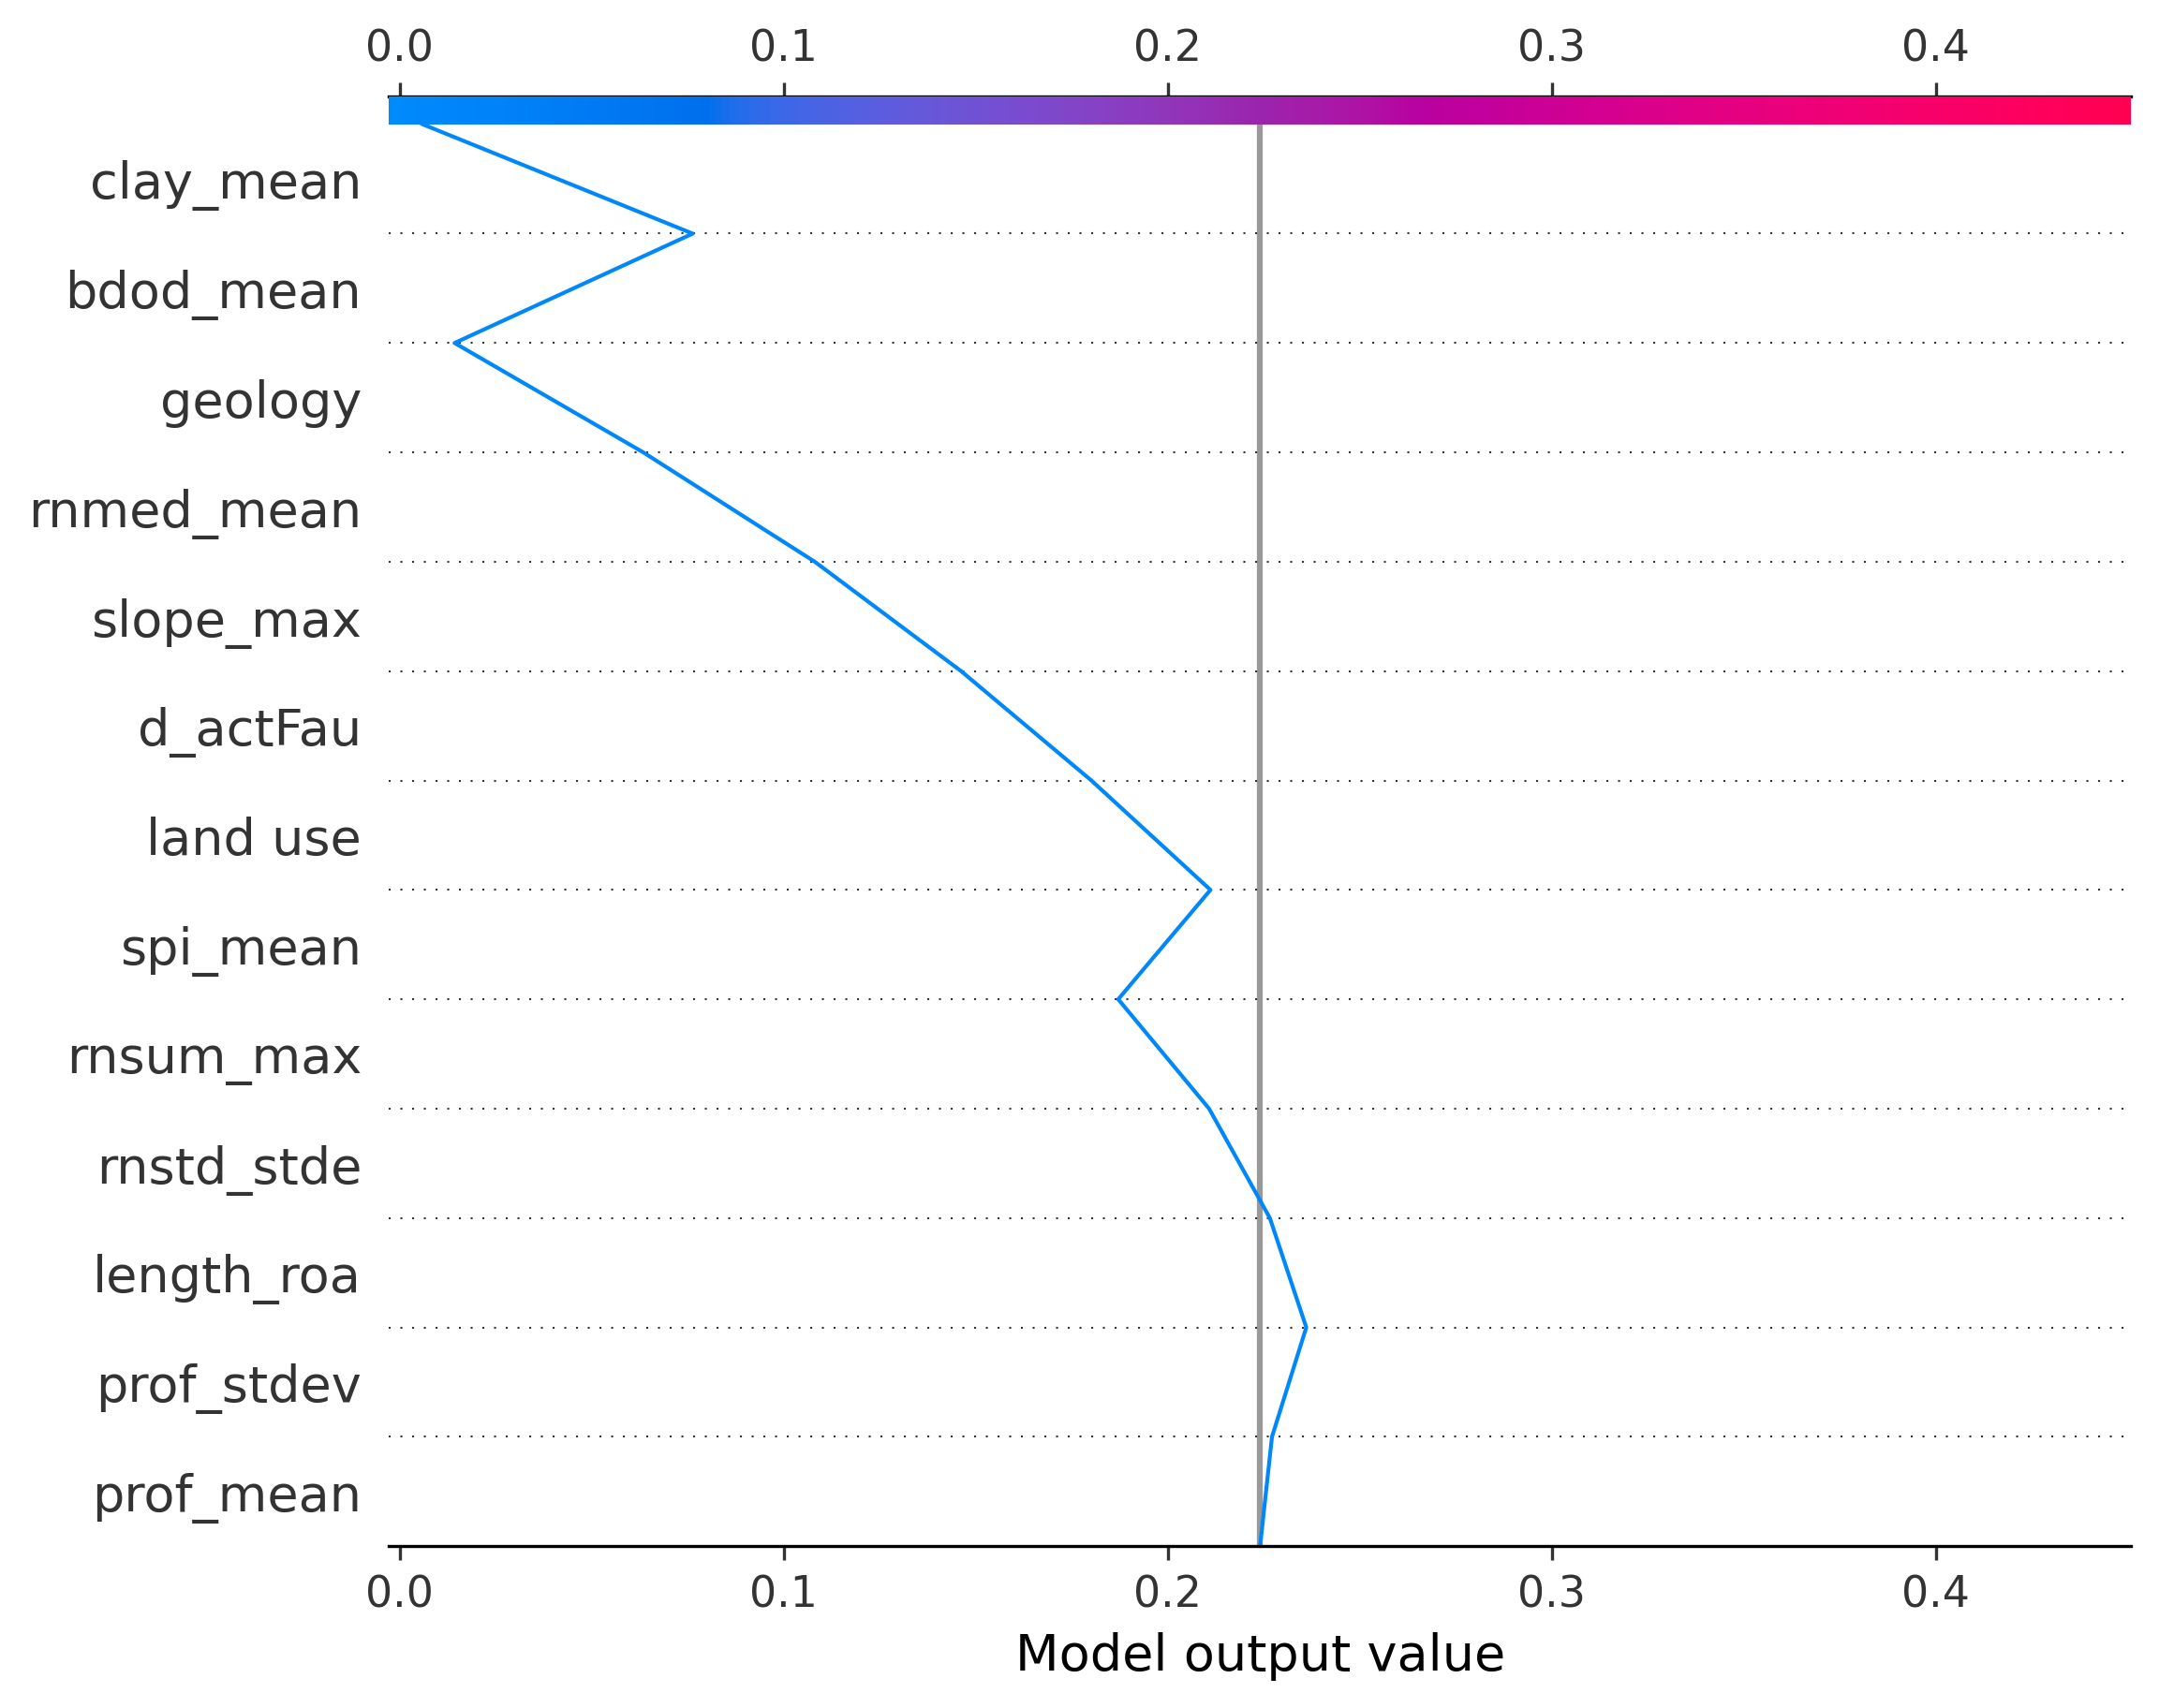 0.0 0.1 0.2 0.3 0.4
clay_mean
bdod_mean
geology
rnmed_mean
slope_max
d_actFau
land use
spi_mean
rnsum_max
rnstd_stde
length_roa
prof_stdev
prof_mean
0.0 0.1 0.2 0.3 0.4
Model output value